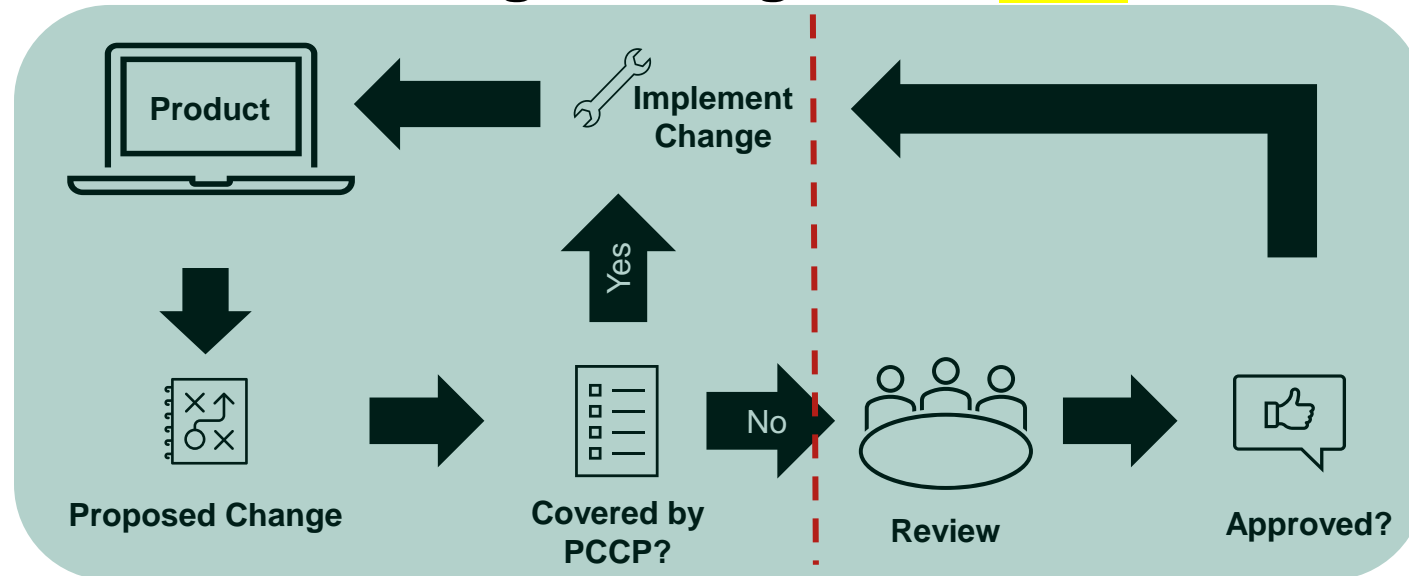 Product
Implement
Change
Yes
No
Proposed Change
Covered by
PCCP?
Review
Approved?